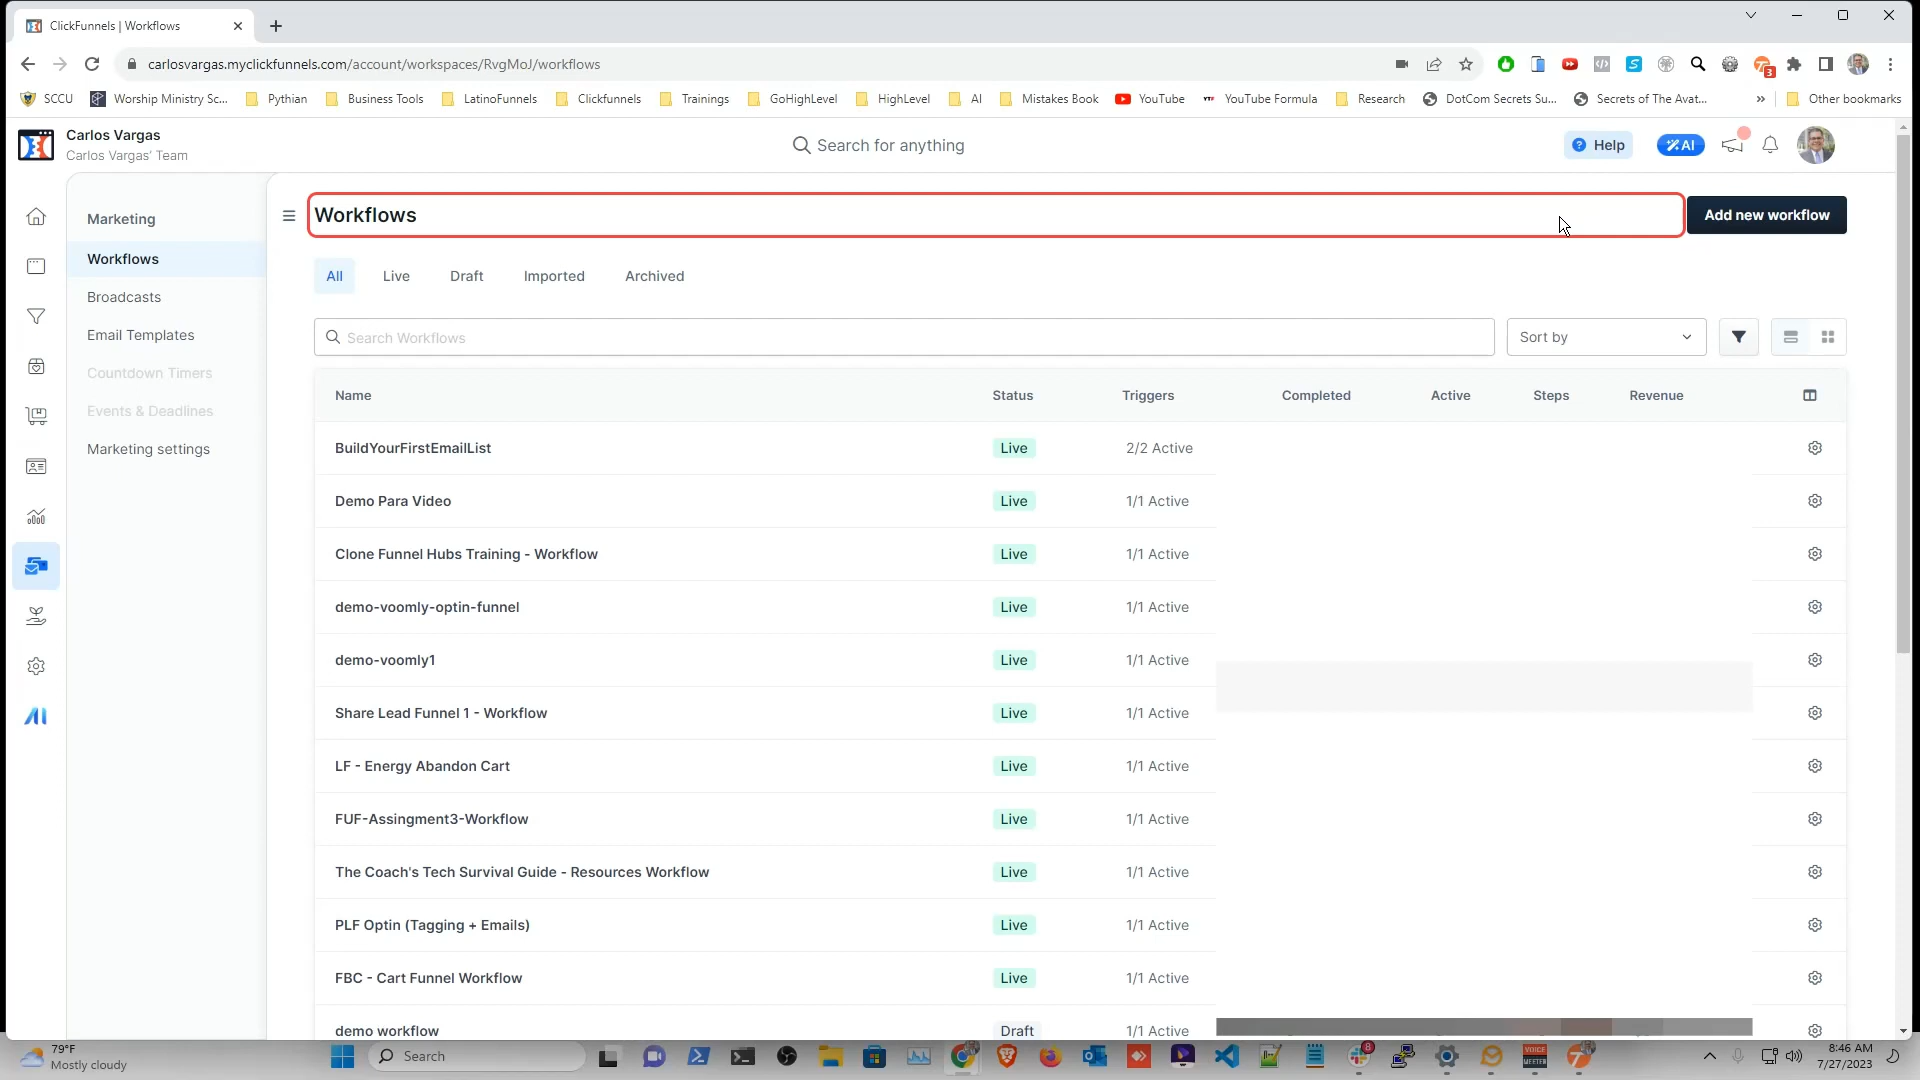 ClickFunnels | Workflows
carlosvargas.myclickfunnels.com/account/workspaces/RvgMoJ/workflows
3
SCCU Worship Ministry Sc... Pythian Business Tools LatinoFunnels Clickfunnels Trainings GoHighLevel HighLevel AI Mistakes Book YouTube YouTube Formula Research DotCom Secrets Su... Secrets of The Avat... » Other bookmarks
Carlos Vargas
Carlos Vargas' Team
Search for anything
Help
AI
Marketing
Workflows
Broadcasts
Email Templates
Countdown Timers
Events & Deadlines
Marketing settings
Workflows
Add new workflow
All Live Draft Imported Archived
Search Workflows
Sort by
Name Status Triggers Completed Active Steps Revenue
BuildYourFirstEmailList Live 2/2 Active
Demo Para Video Live 1/1 Active
Clone Funnel Hubs Training - Workflow Live 1/1 Active
demo-voomly-optin-funnel Live 1/1 Active
demo-voomly1 Live 1/1 Active
Share Lead Funnel 1 - Workflow Live 1/1 Active
LF - Energy Abandon Cart Live 1/1 Active
FUF-Assingment3-Workflow Live 1/1 Active
The Coach's Tech Survival Guide - Resources Workflow Live 1/1 Active
PLF Optin (Tagging + Emails) Live 1/1 Active
FBC - Cart Funnel Workflow Live 1/1 Active
demo workflow Draft 1/1 Active
79°F
Mostly cloudy
Search
8
VOICE
MEETER
8:46 AM
7/27/2023